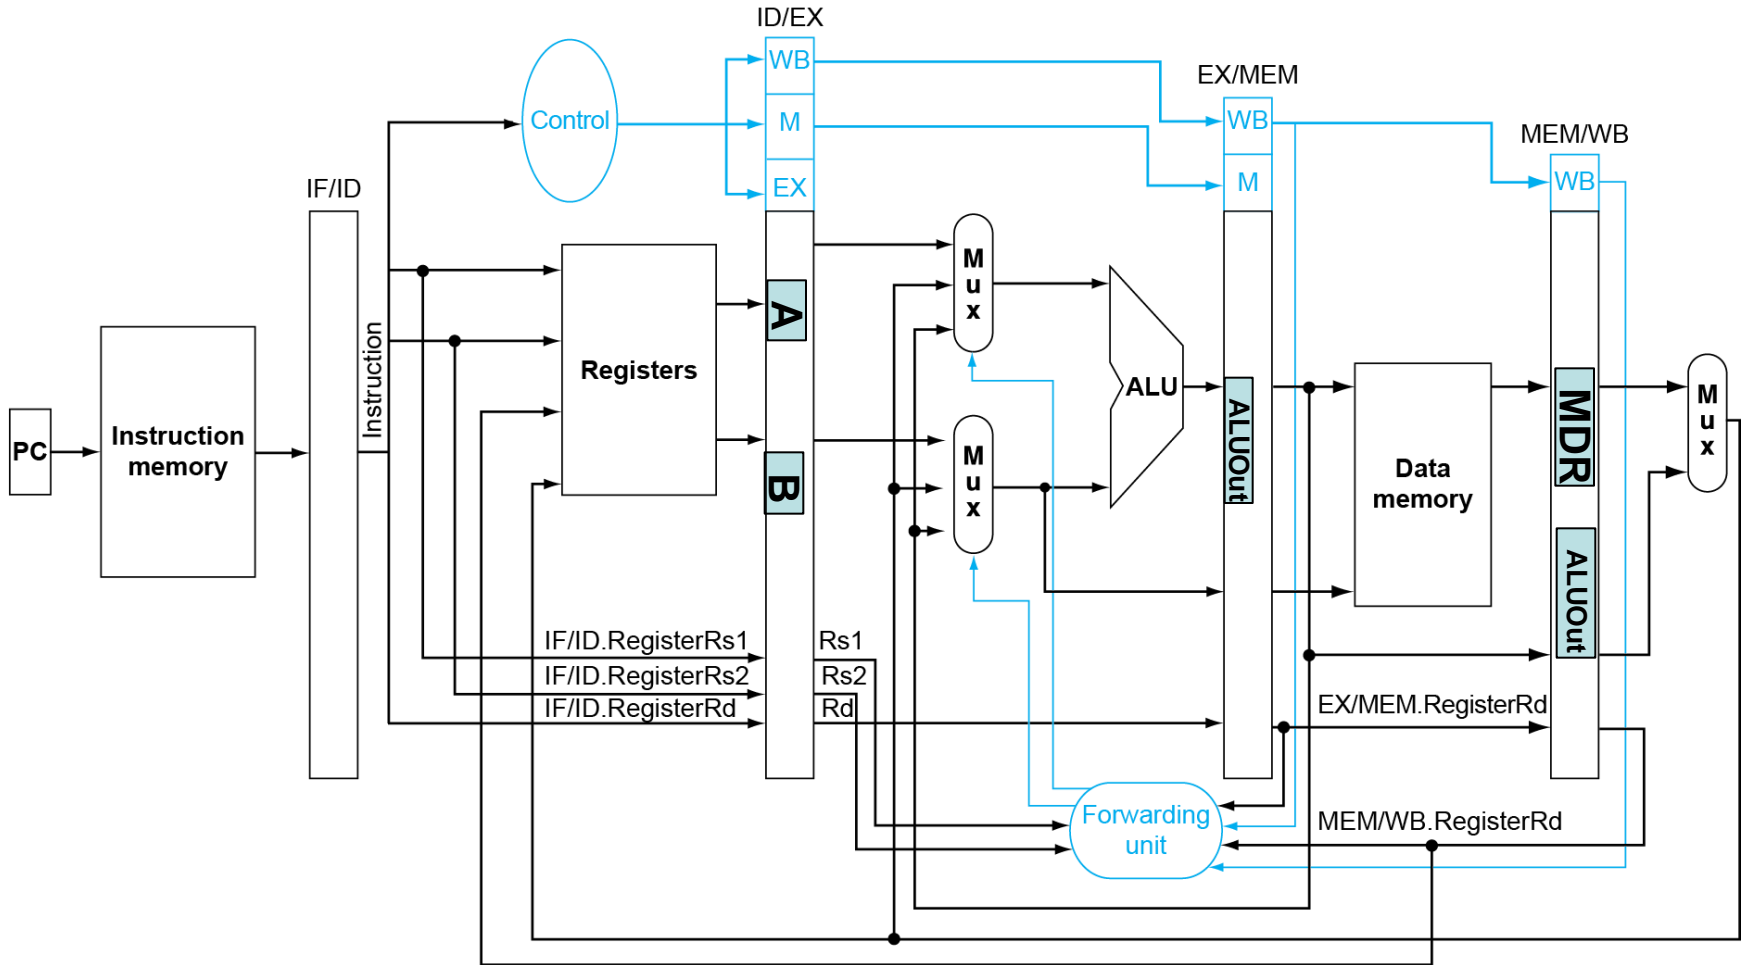 ID/EX
WB
M
EX
Control
EX/MEM
WB
M
MEM/WB
WB
IF/ID
PC
Instruction
memory
Instruction
Registers
A
B
M
u
x
M
u
x
ALU
ALUOut
Data
memory
MDR
ALUOut
M
u
x
IF/ID.RegisterRs1
IF/ID.RegisterRs2
IF/ID.RegisterRd
Rs1
Rs2
Rd
EX/MEM.RegisterRd
Forwarding
unit
MEM/WB.RegisterRd